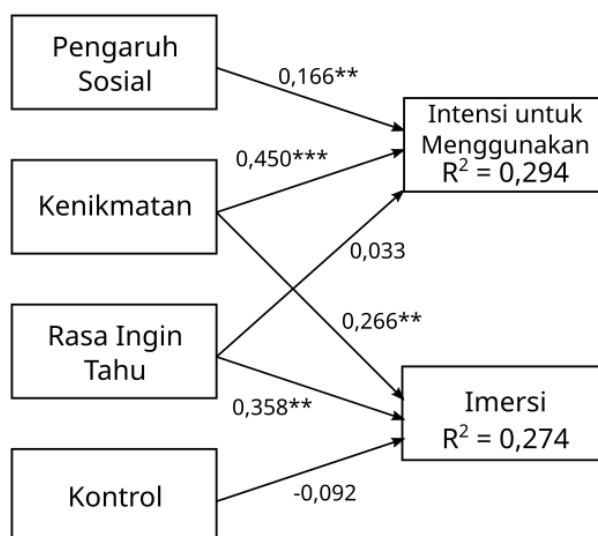 Pengaruh
Sosial
0,166**
Intensi untuk
Menggunakan
R² = 0,294
0,450***
Kenikmatan
0,033
0,266**
Rasa Ingin
Tahu
0,358**
Imersi
R² = 0,274
Kontrol
-0,092